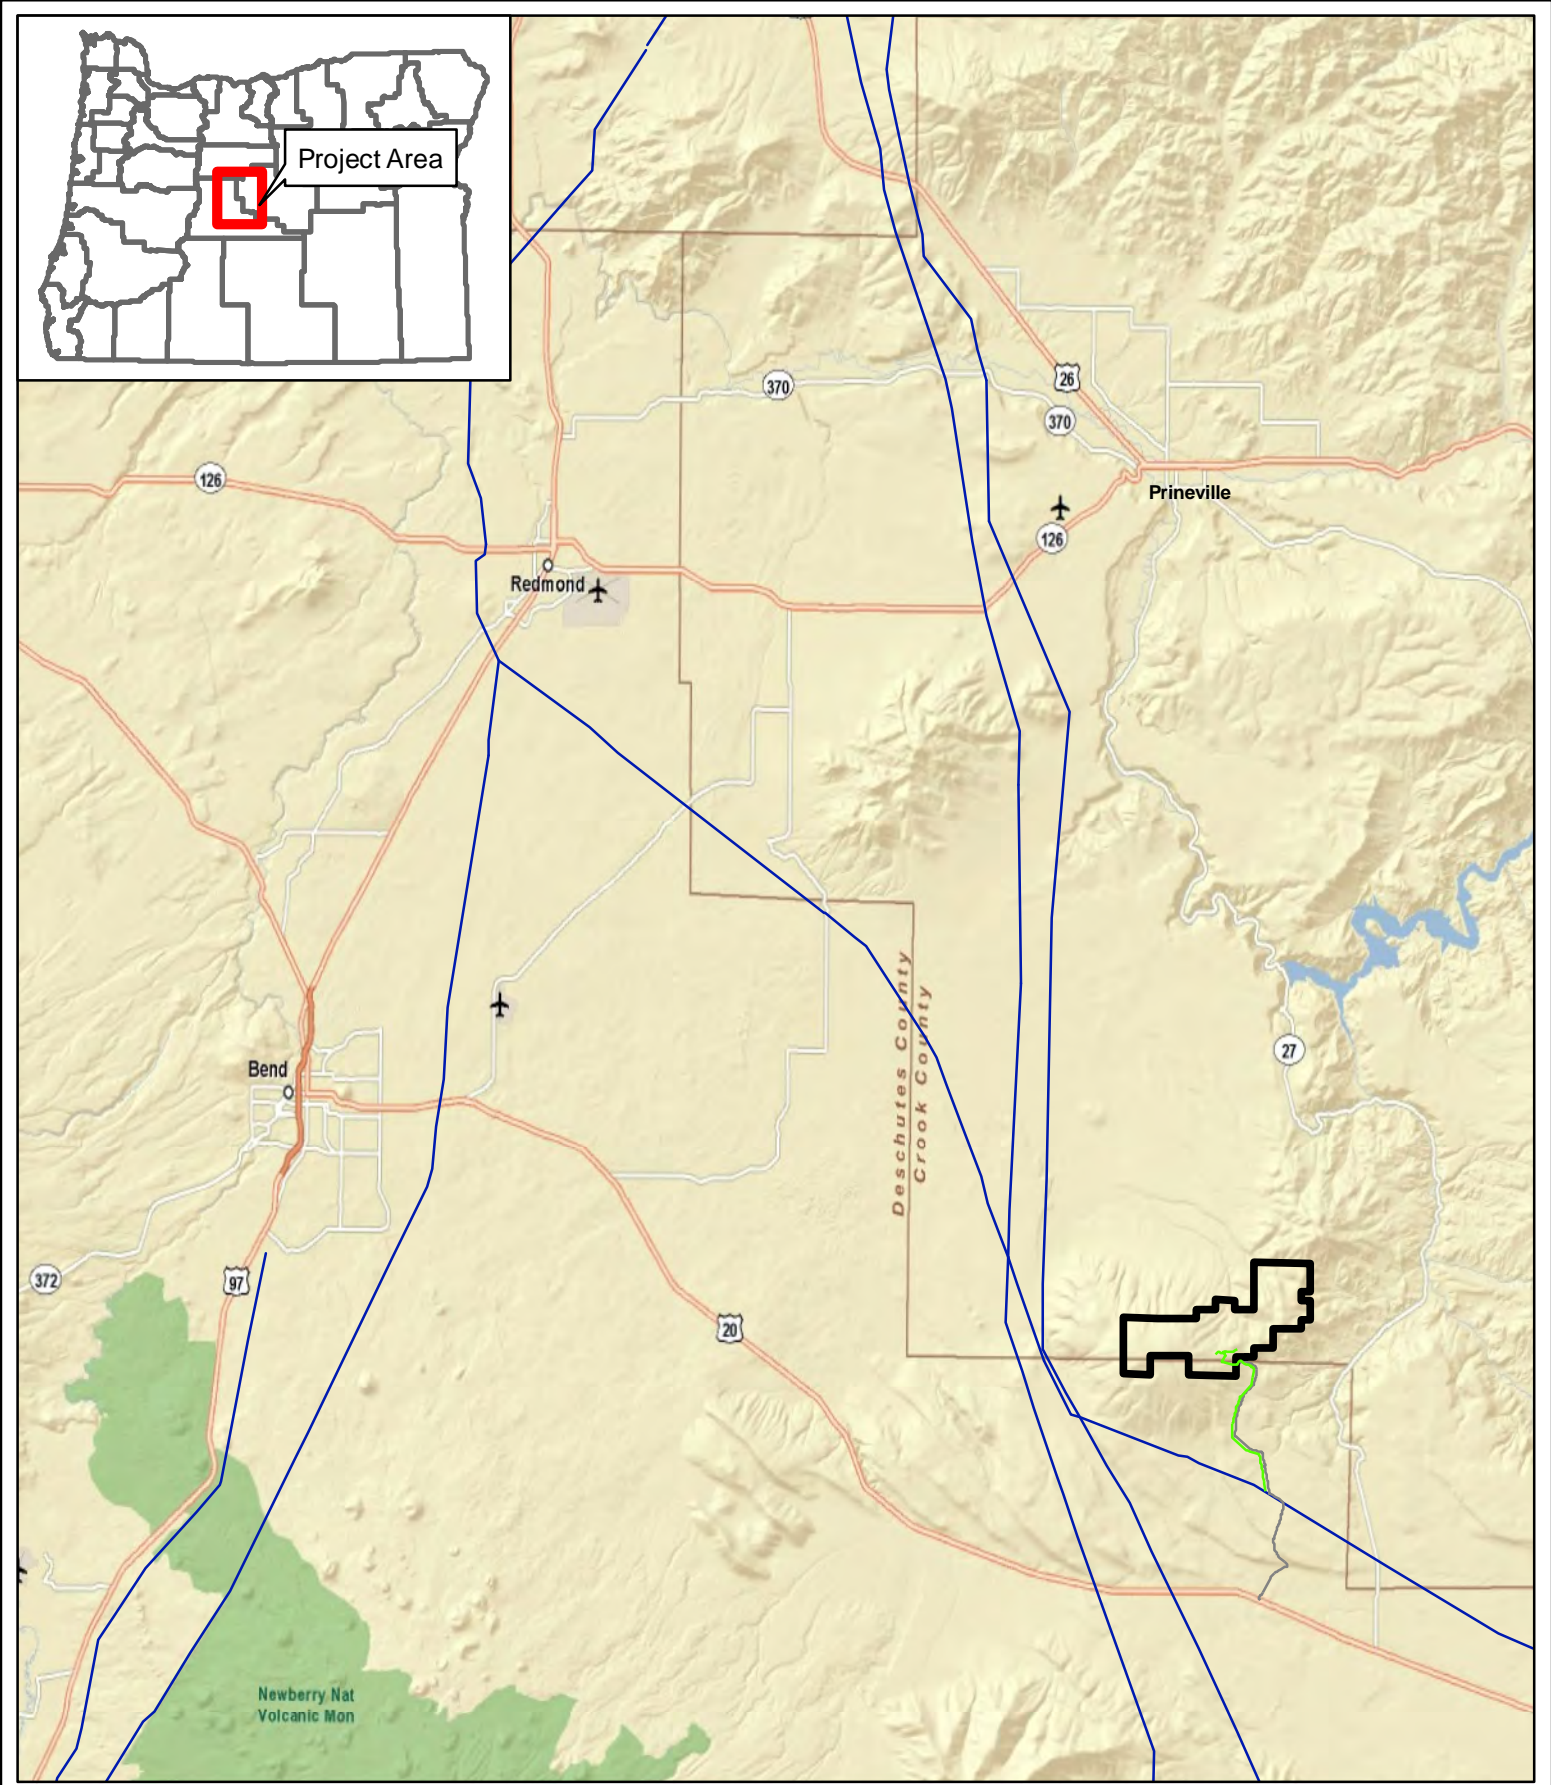 Project Area
370
26
370
126
Prineville
126
Redmond
Deschutes County
Crook County
27
Bend
372
97
20
Newberry Nat
Volcanic Mon